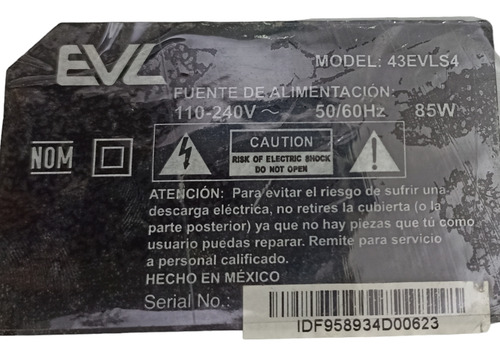 EVL
MODEL: 43EVLS4
FUENTE DE ALIMENTACIÓN:
110-240V ~ 50/60Hz 85W
NOM
CAUTION
RISK OF ELECTRIC SHOCK
DO NOT OPEN
ATENCIÓN: Para evitar el riesgo de sufrir una
descarga eléctrica, no retires la cubierta (o la
parte posterior) ya que no hay piezas que tú como
usuario puedas reparar. Remite para servicio
a personal calificado.
HECHO EN MÉXICO
Serial No.:
IDF958934D00623